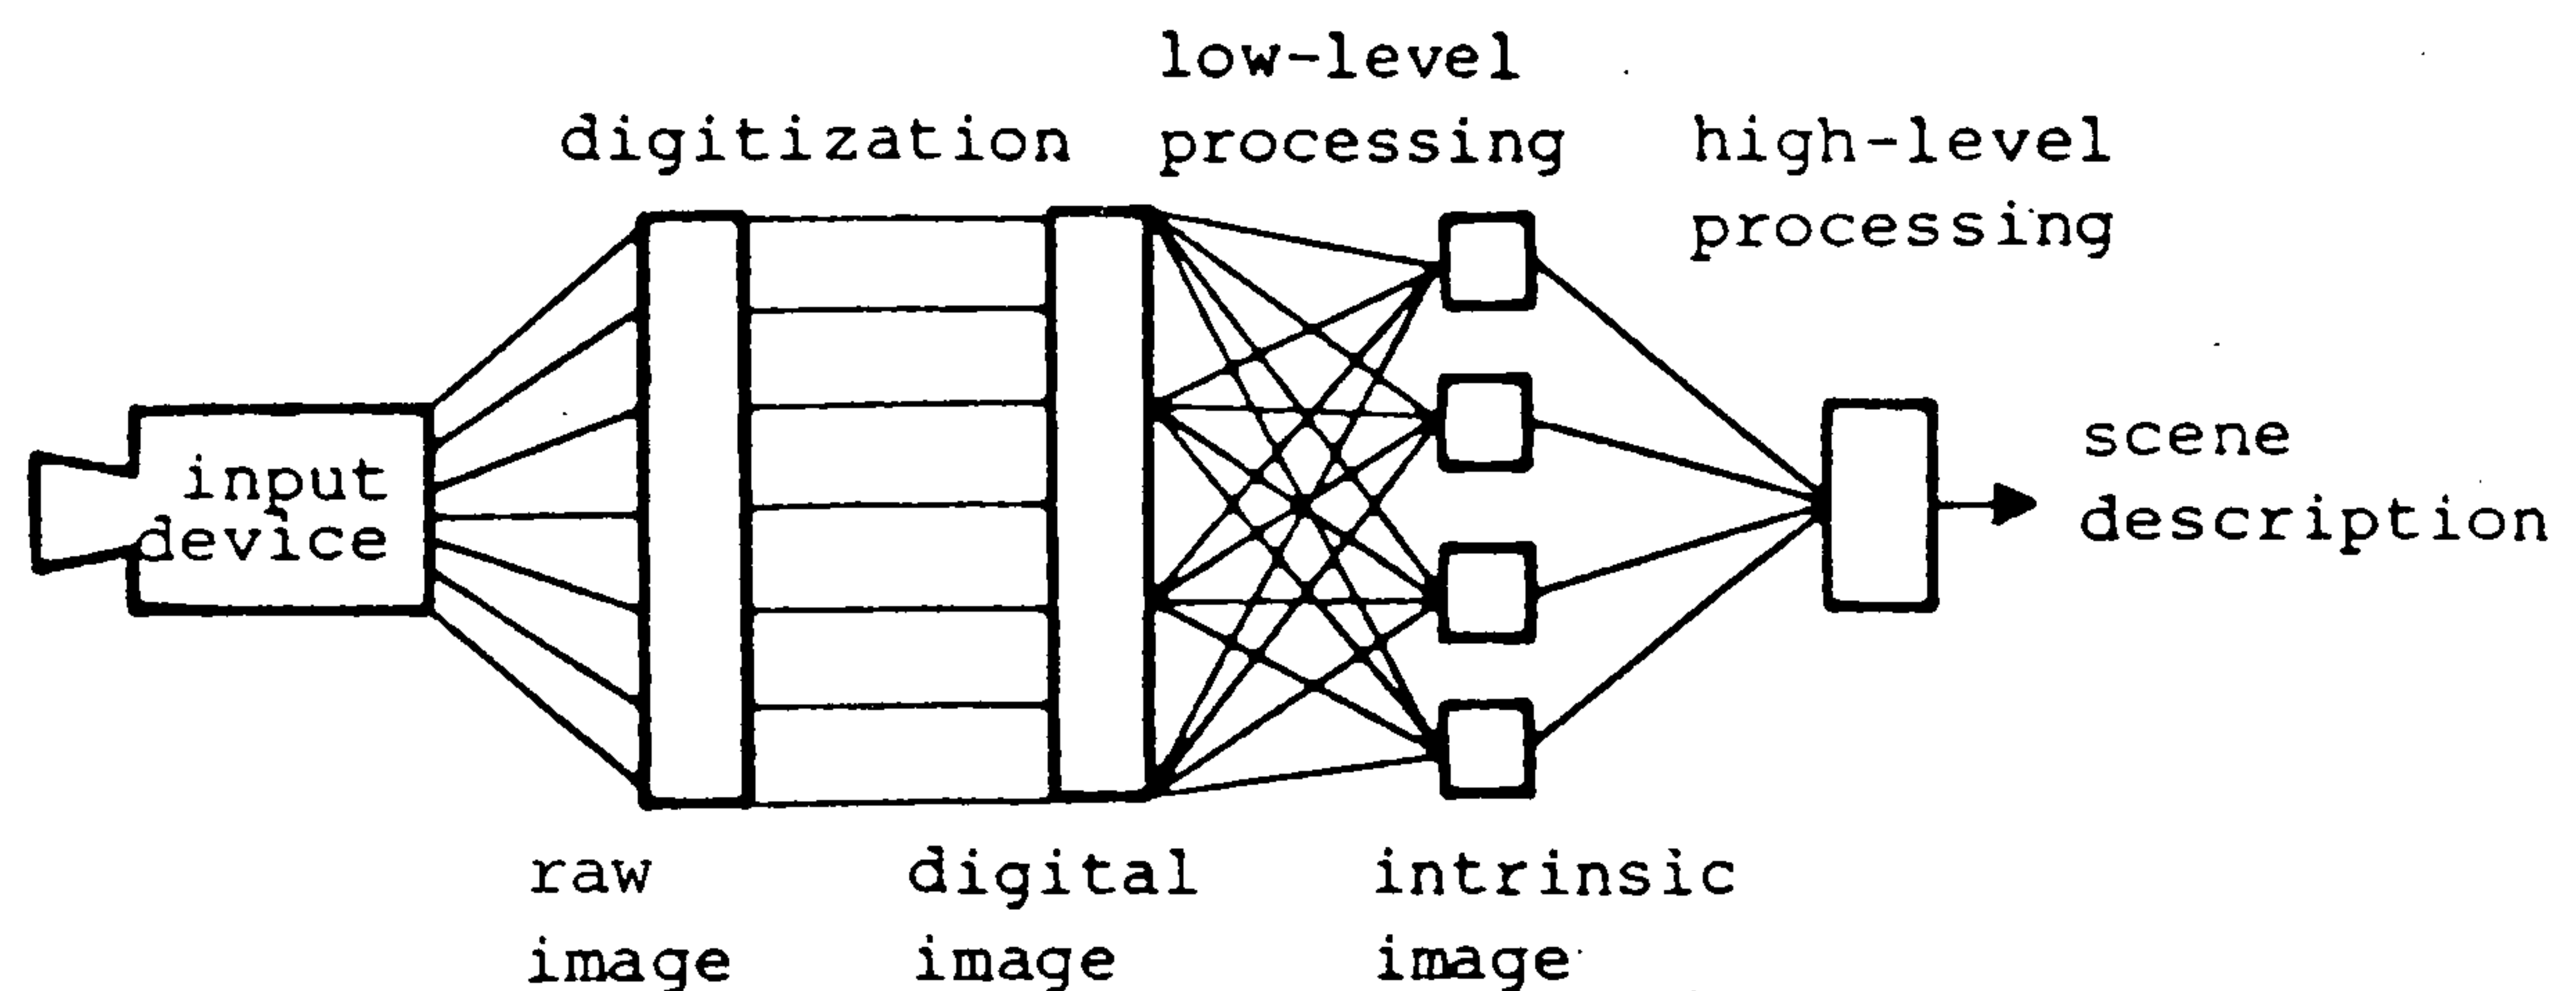 low-level
processing
digitization
high-level
processing
input
device
scene
description
raw
image
digital
image
intrinsic
image